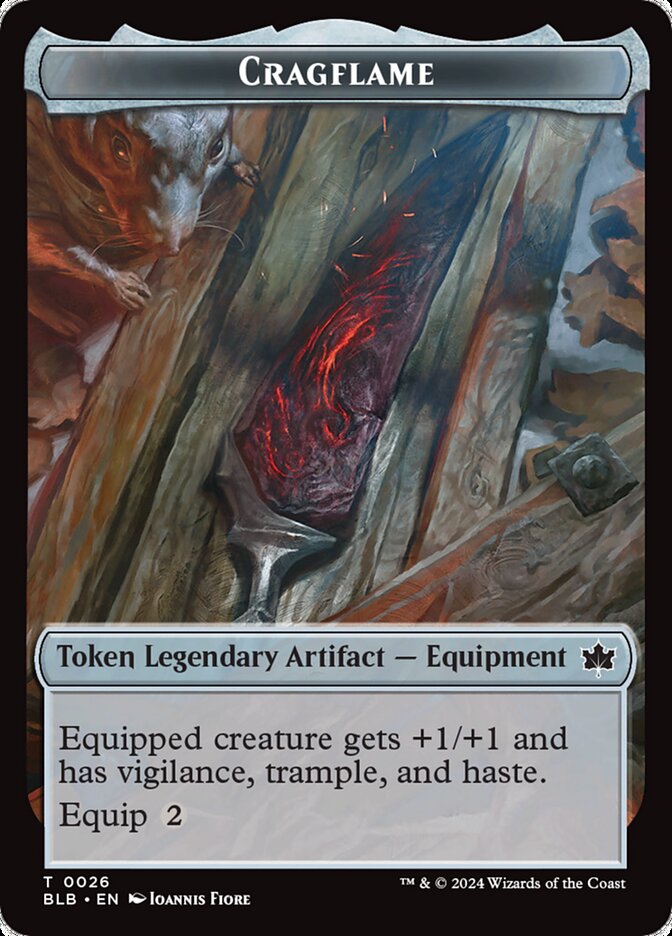 Cragflame
Token Legendary Artifact — Equipment
Equipped creature gets +1/+1 and
has vigilance, trample, and haste.
Equip 2
T 0026
BLB • EN Ioannis Fiore
™ & © 2024 Wizards of the Coast